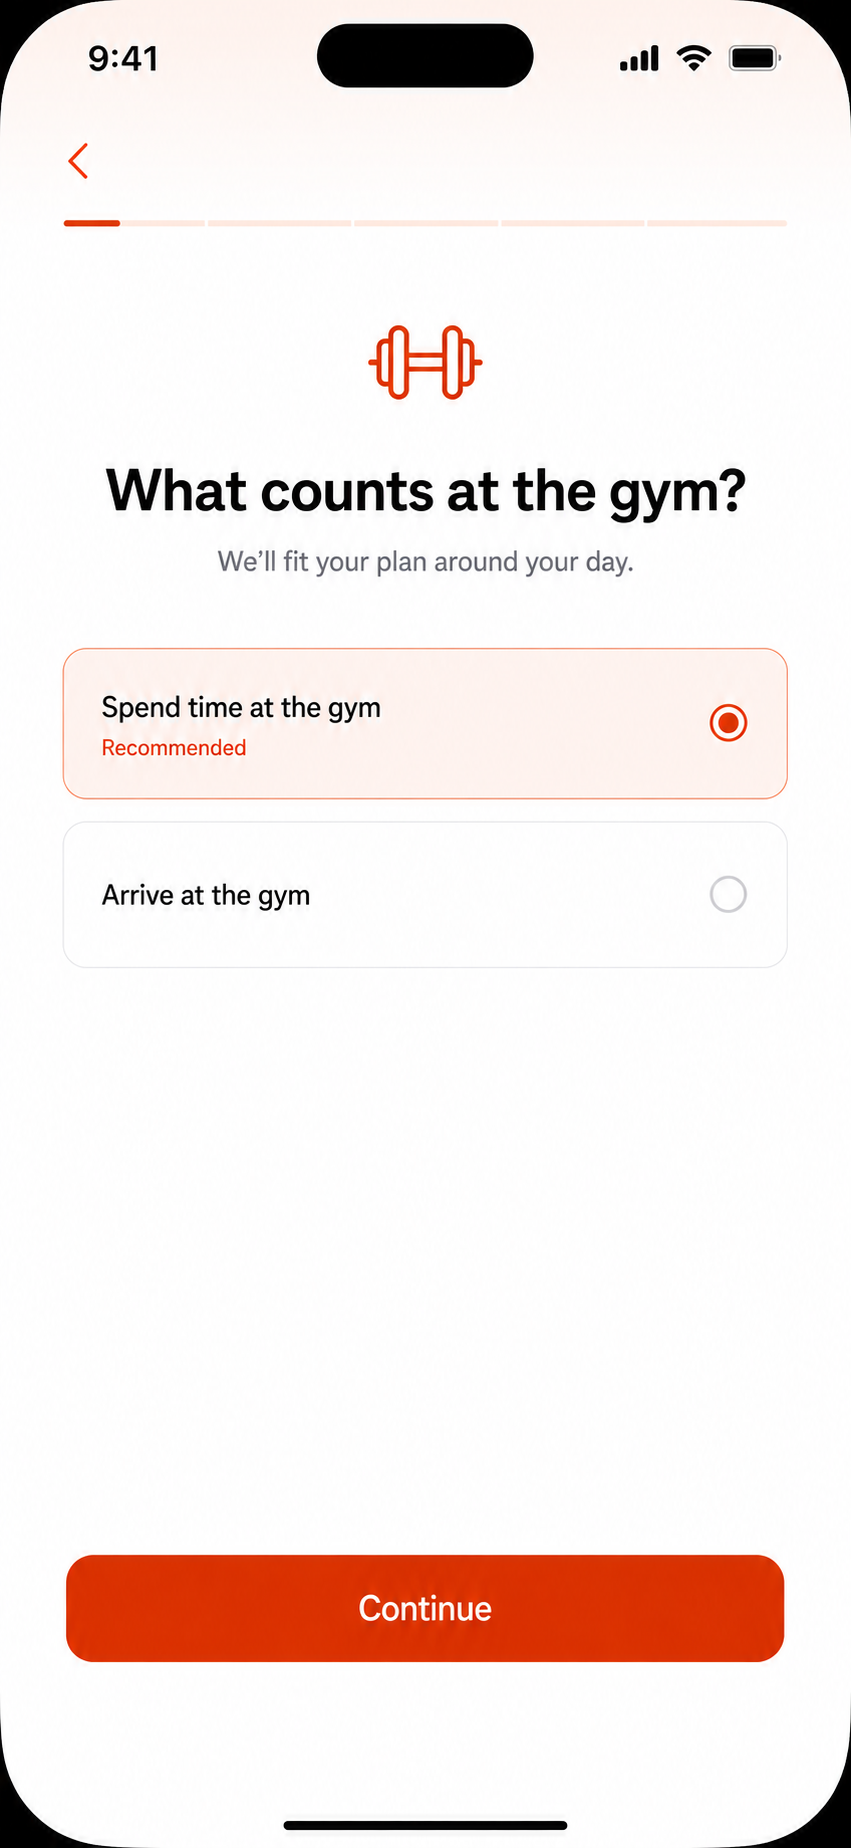 9:41
What counts at the gym?
We’ll fit your plan around your day.
Spend time at the gym
Recommended
Arrive at the gym
Continue